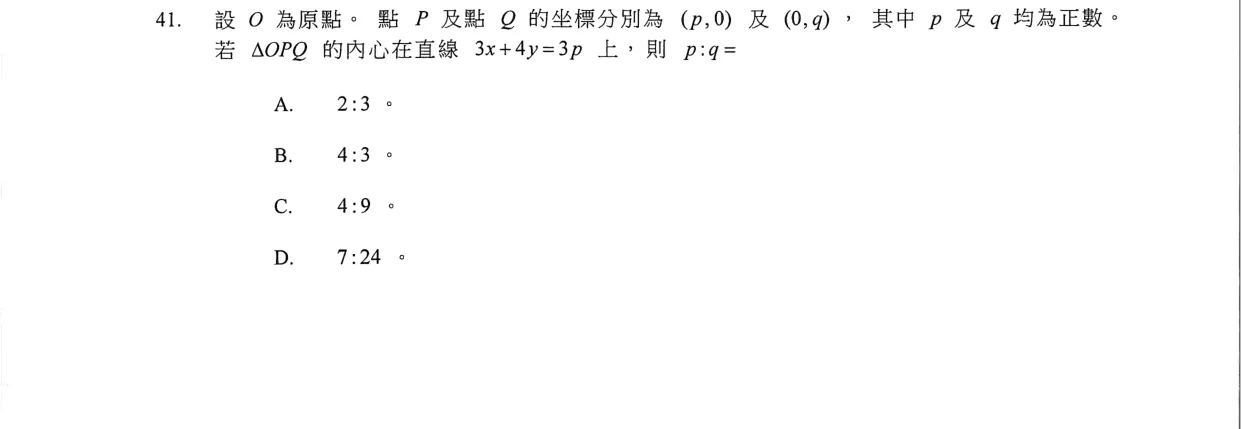 41. 設 O 為原點。 點 P 及點 Q 的坐標分別為 (p,0) 及 (0,q) , 其中 p 及 q 均為正數。
若 ΔOPQ 的內心在直線 3x+4y=3p 上,則 p:q=
A. 2:3 。
B. 4:3 。
C. 4:9 。
D. 7:24 。